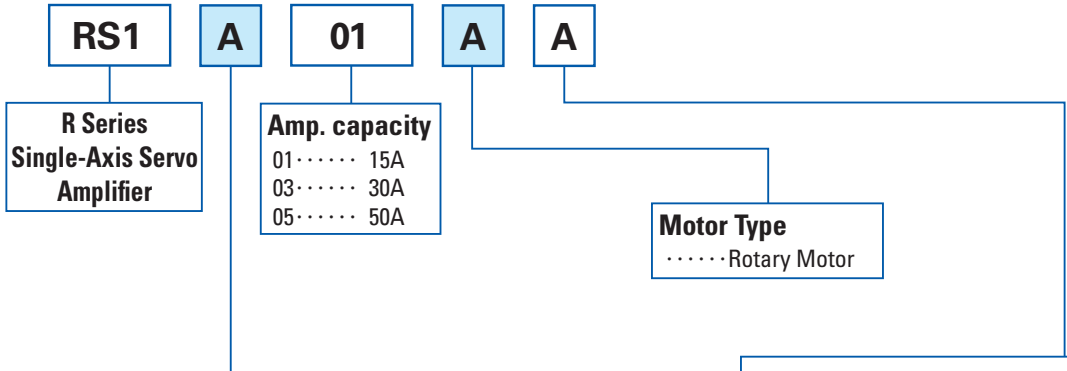 RS1 A 01 A A
R Series
Single-Axis Servo
Amplifier
Amp. capacity
01······ 15A
03······ 30A
05······ 50A
Motor Type
······Rotary Motor